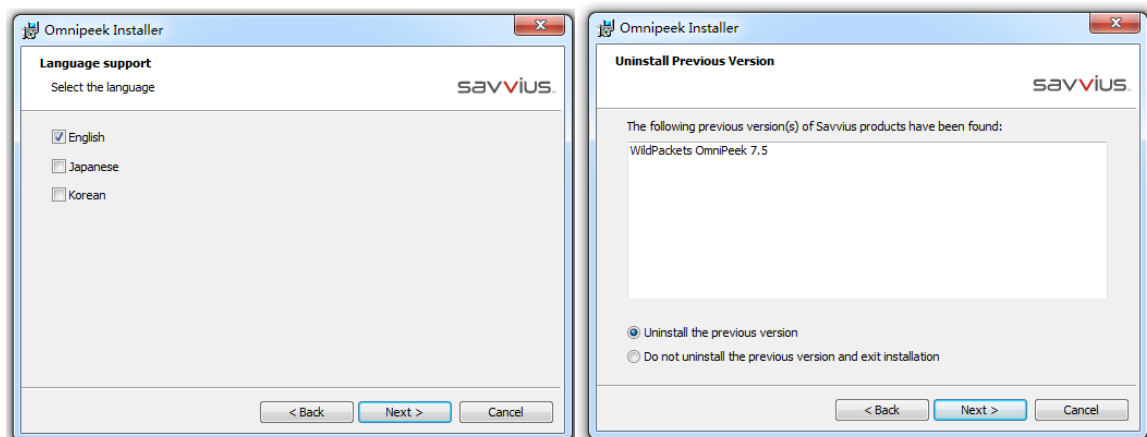 Omnipeek Installer
Language support
Select the language
savvius
English
Japanese
Korean
< Back
Next >
Cancel
Omnipeek Installer
Uninstall Previous Version
savvius
The following previous version(s) of Savvius products have been found:
WildPackets OmniPeek 7.5
Uninstall the previous version
Do not uninstall the previous version and exit installation
< Back
Next >
Cancel